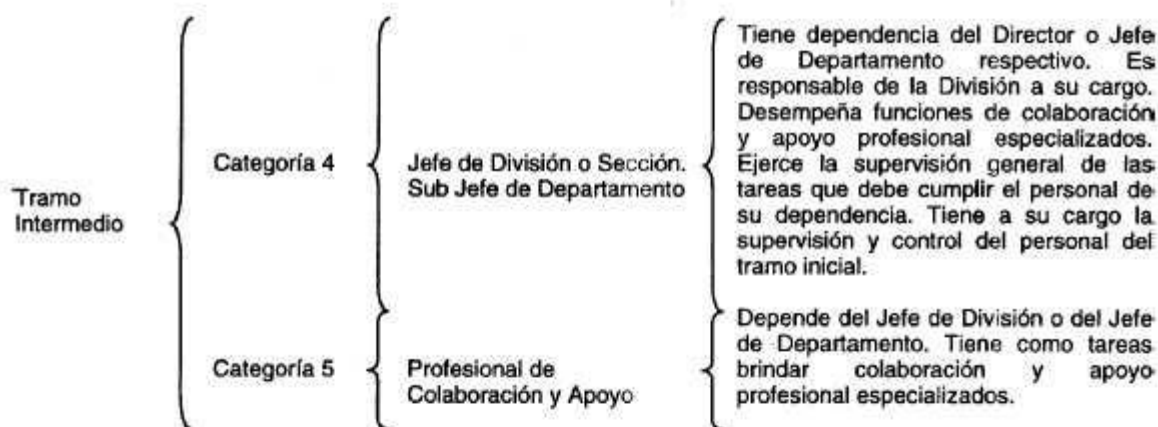 Tramo
Intermedio
Categoría 4
Jefe de División o Sección.
Sub Jefe de Departamento
Tiene dependencia del Director o Jefe
de Departamento respectivo. Es
responsable de la División a su cargo.
Desempeña funciones de colaboración
y apoyo profesional especializados.
Ejerce la supervisión general de las
tareas que debe cumplir el personal de
su dependencia. Tiene a su cargo la
supervisión y control del personal del
tramo inicial.
Categoría 5
Profesional de
Colaboración y Apoyo
Depende del Jefe de División o del Jefe
de Departamento. Tiene como tareas
brindar colaboración y apoyo
profesional especializados.